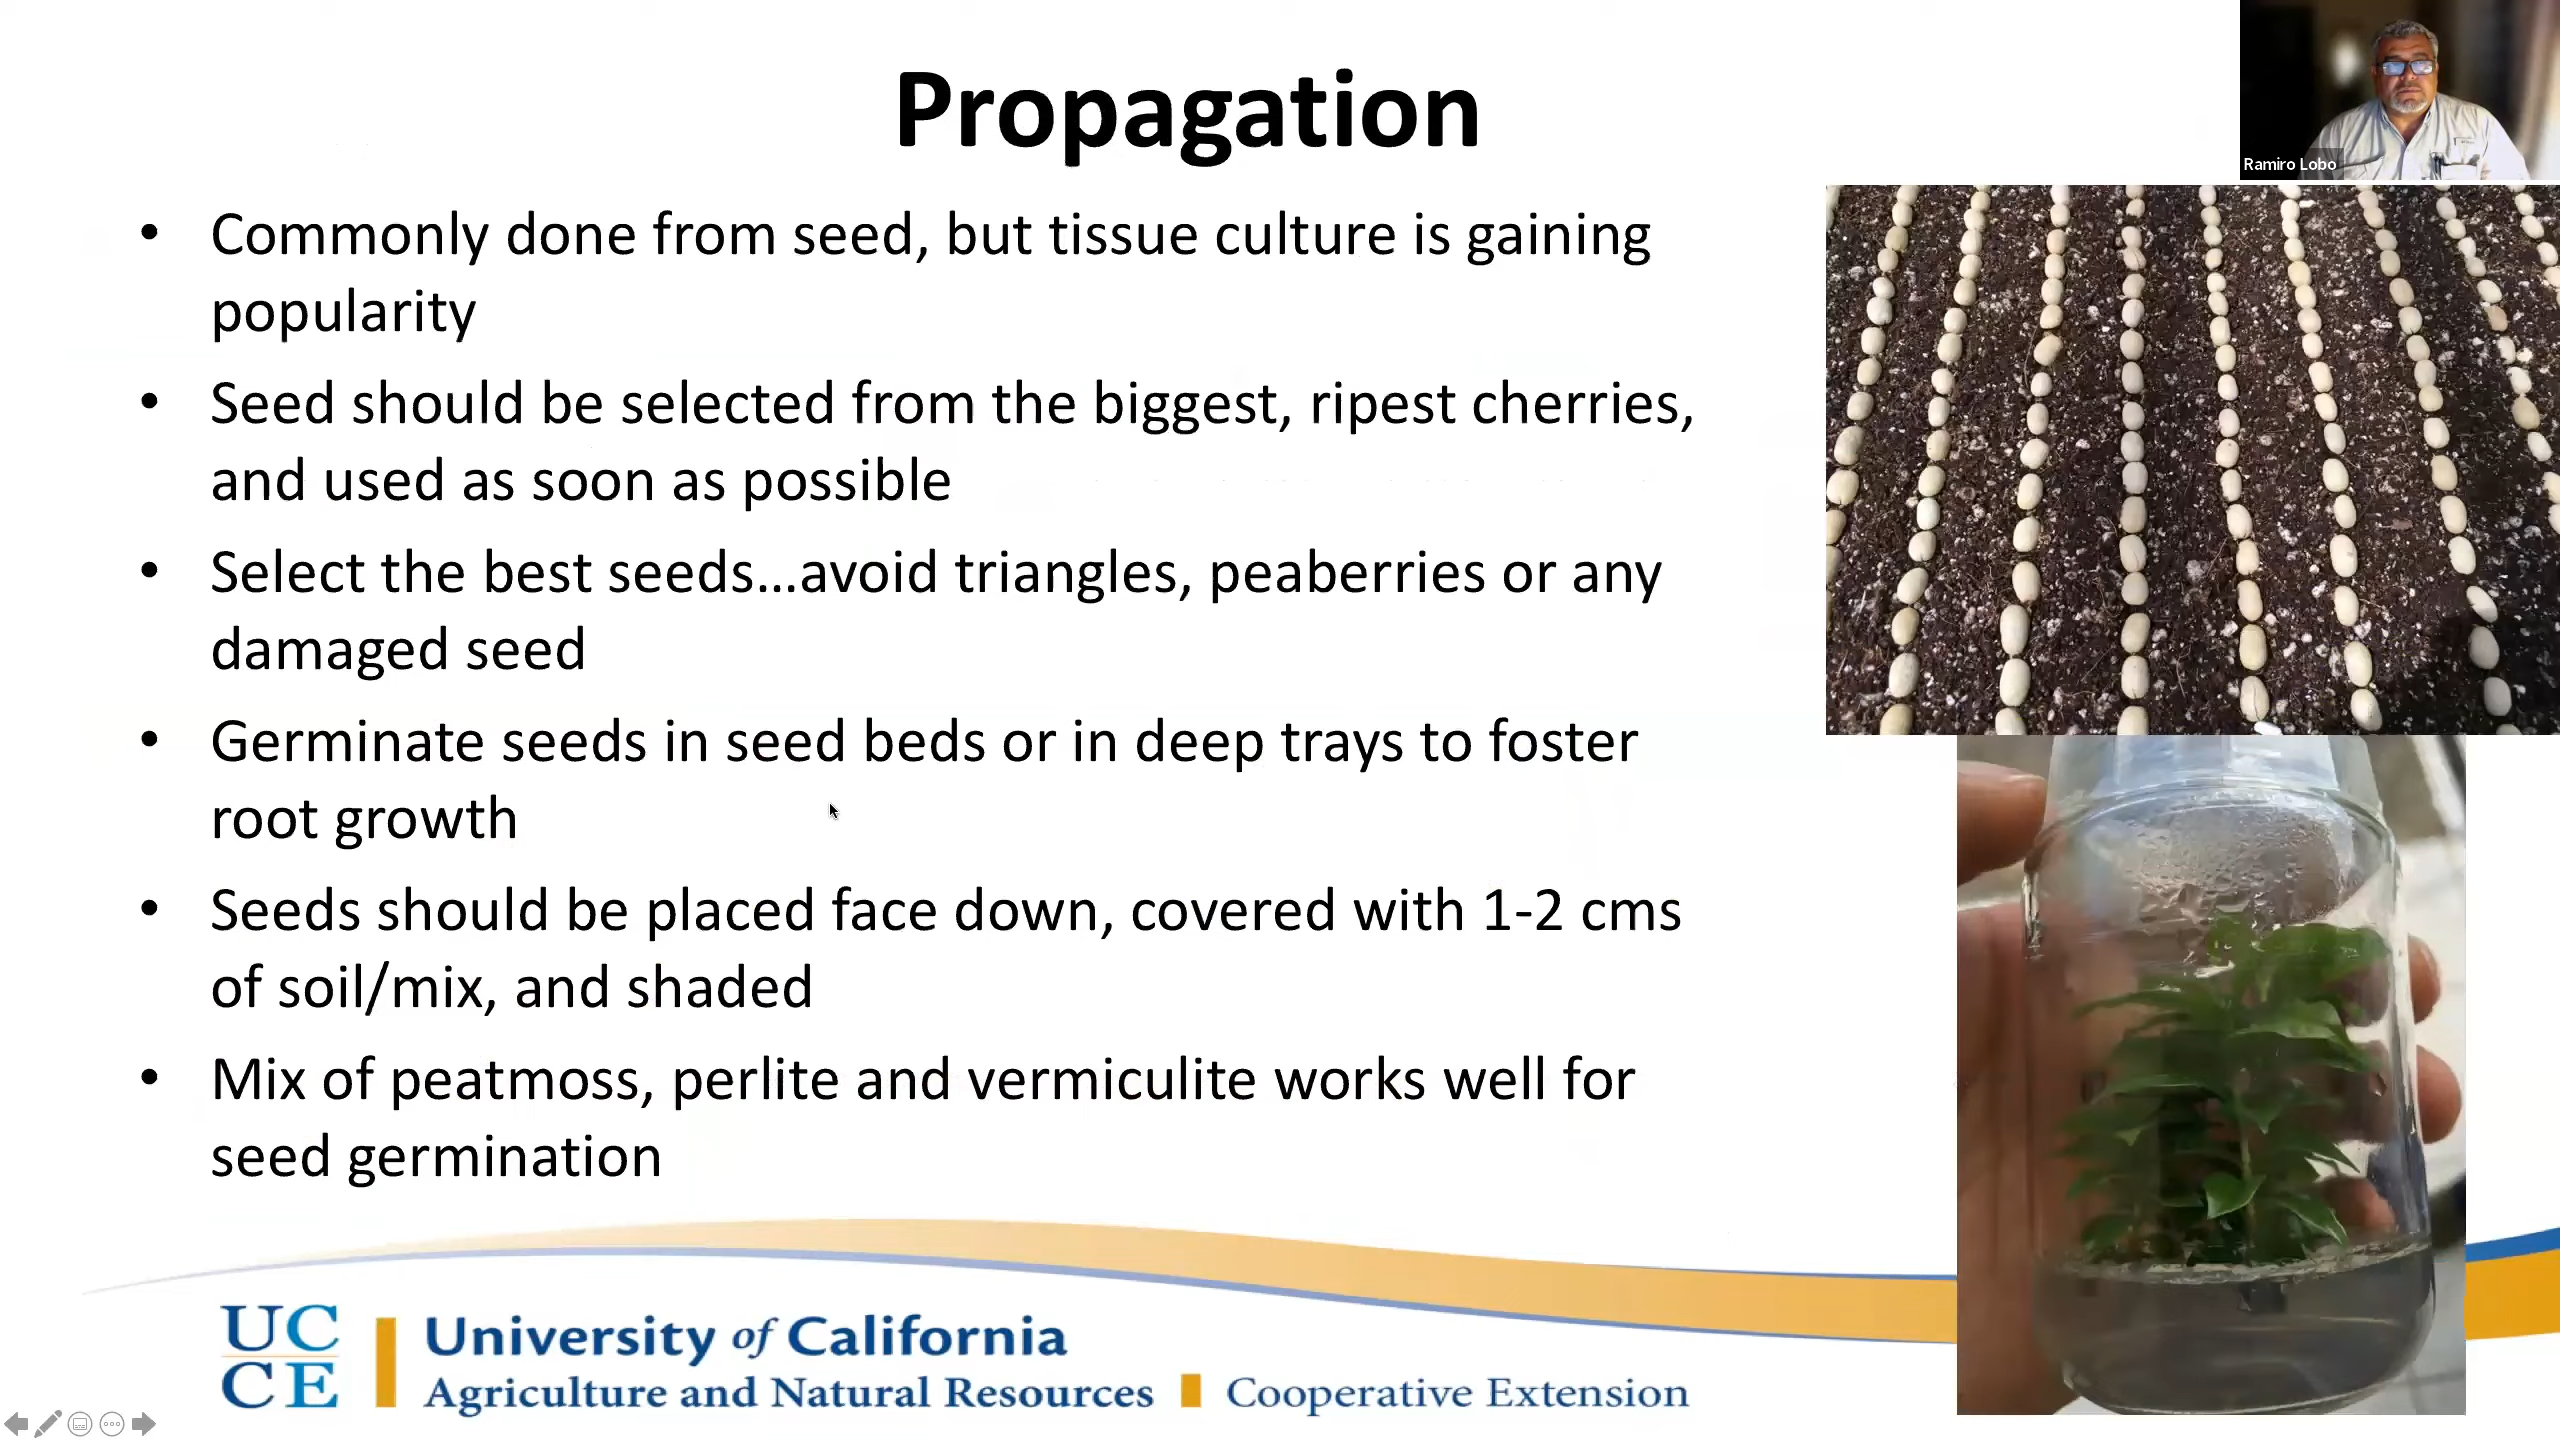 Propagation
Ramiro Lobo
• Commonly done from seed, but tissue culture is gaining
popularity
• Seed should be selected from the biggest, ripest cherries,
and used as soon as possible
• Select the best seeds...avoid triangles, peaberries or any
damaged seed
• Germinate seeds in seed beds or in deep trays to foster
root growth
• Seeds should be placed face down, covered with 1-2 cms
of soil/mix, and shaded
• Mix of peatmoss, perlite and vermiculite works well for
seed germination
UC
CE
University of California
Agriculture and Natural Resources Cooperative Extension